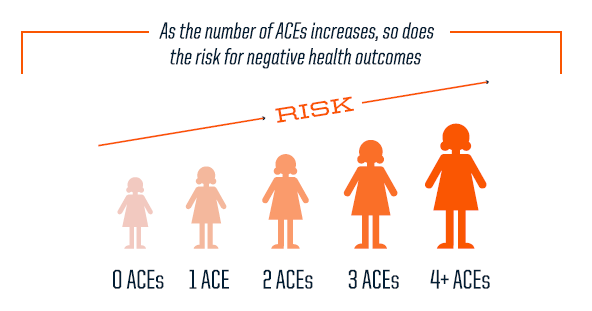 As the number of ACEs increases, so does
the risk for negative health outcomes
RISK
0 ACEs 1 ACE 2 ACEs 3 ACEs 4+ ACEs